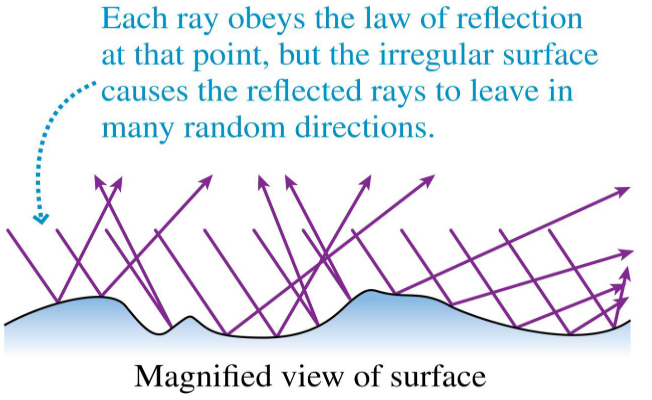 Each ray obeys the law of reflection
at that point, but the irregular surface
causes the reflected rays to leave in
many random directions.
Magnified view of surface